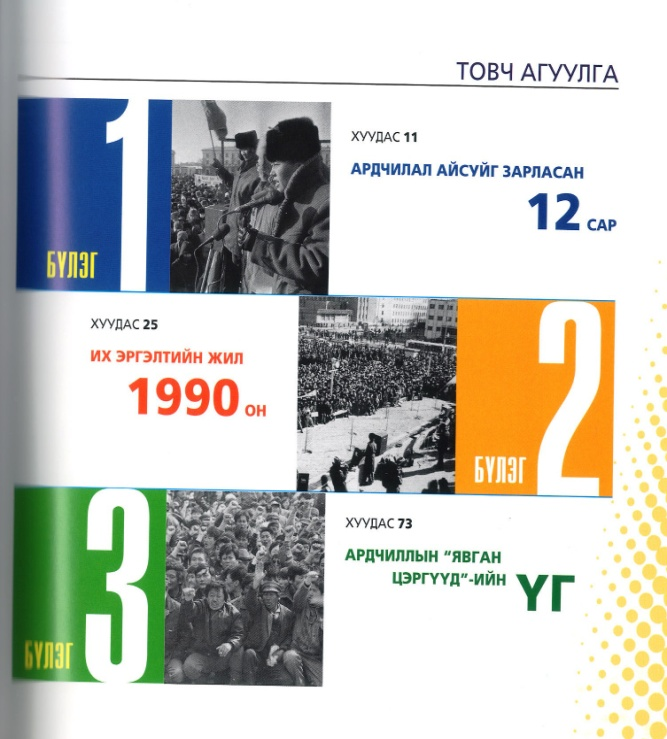 ТОВЧ АГУУЛГА
БҮЛЭГ 1
ХУУДАС 11
АРДЧИЛАЛ АЙСУЙГ ЗАРЛАСАН
12 САР
ХУУДАС 25
ИХ ЭРГЭЛТИЙН ЖИЛ
1990 ОН
БҮЛЭГ 2
БҮЛЭГ 3
ХУУДАС 73
АРДЧИЛЛЫН “ЯВГАН
ЦЭРГҮҮД”-ИЙН ҮГ